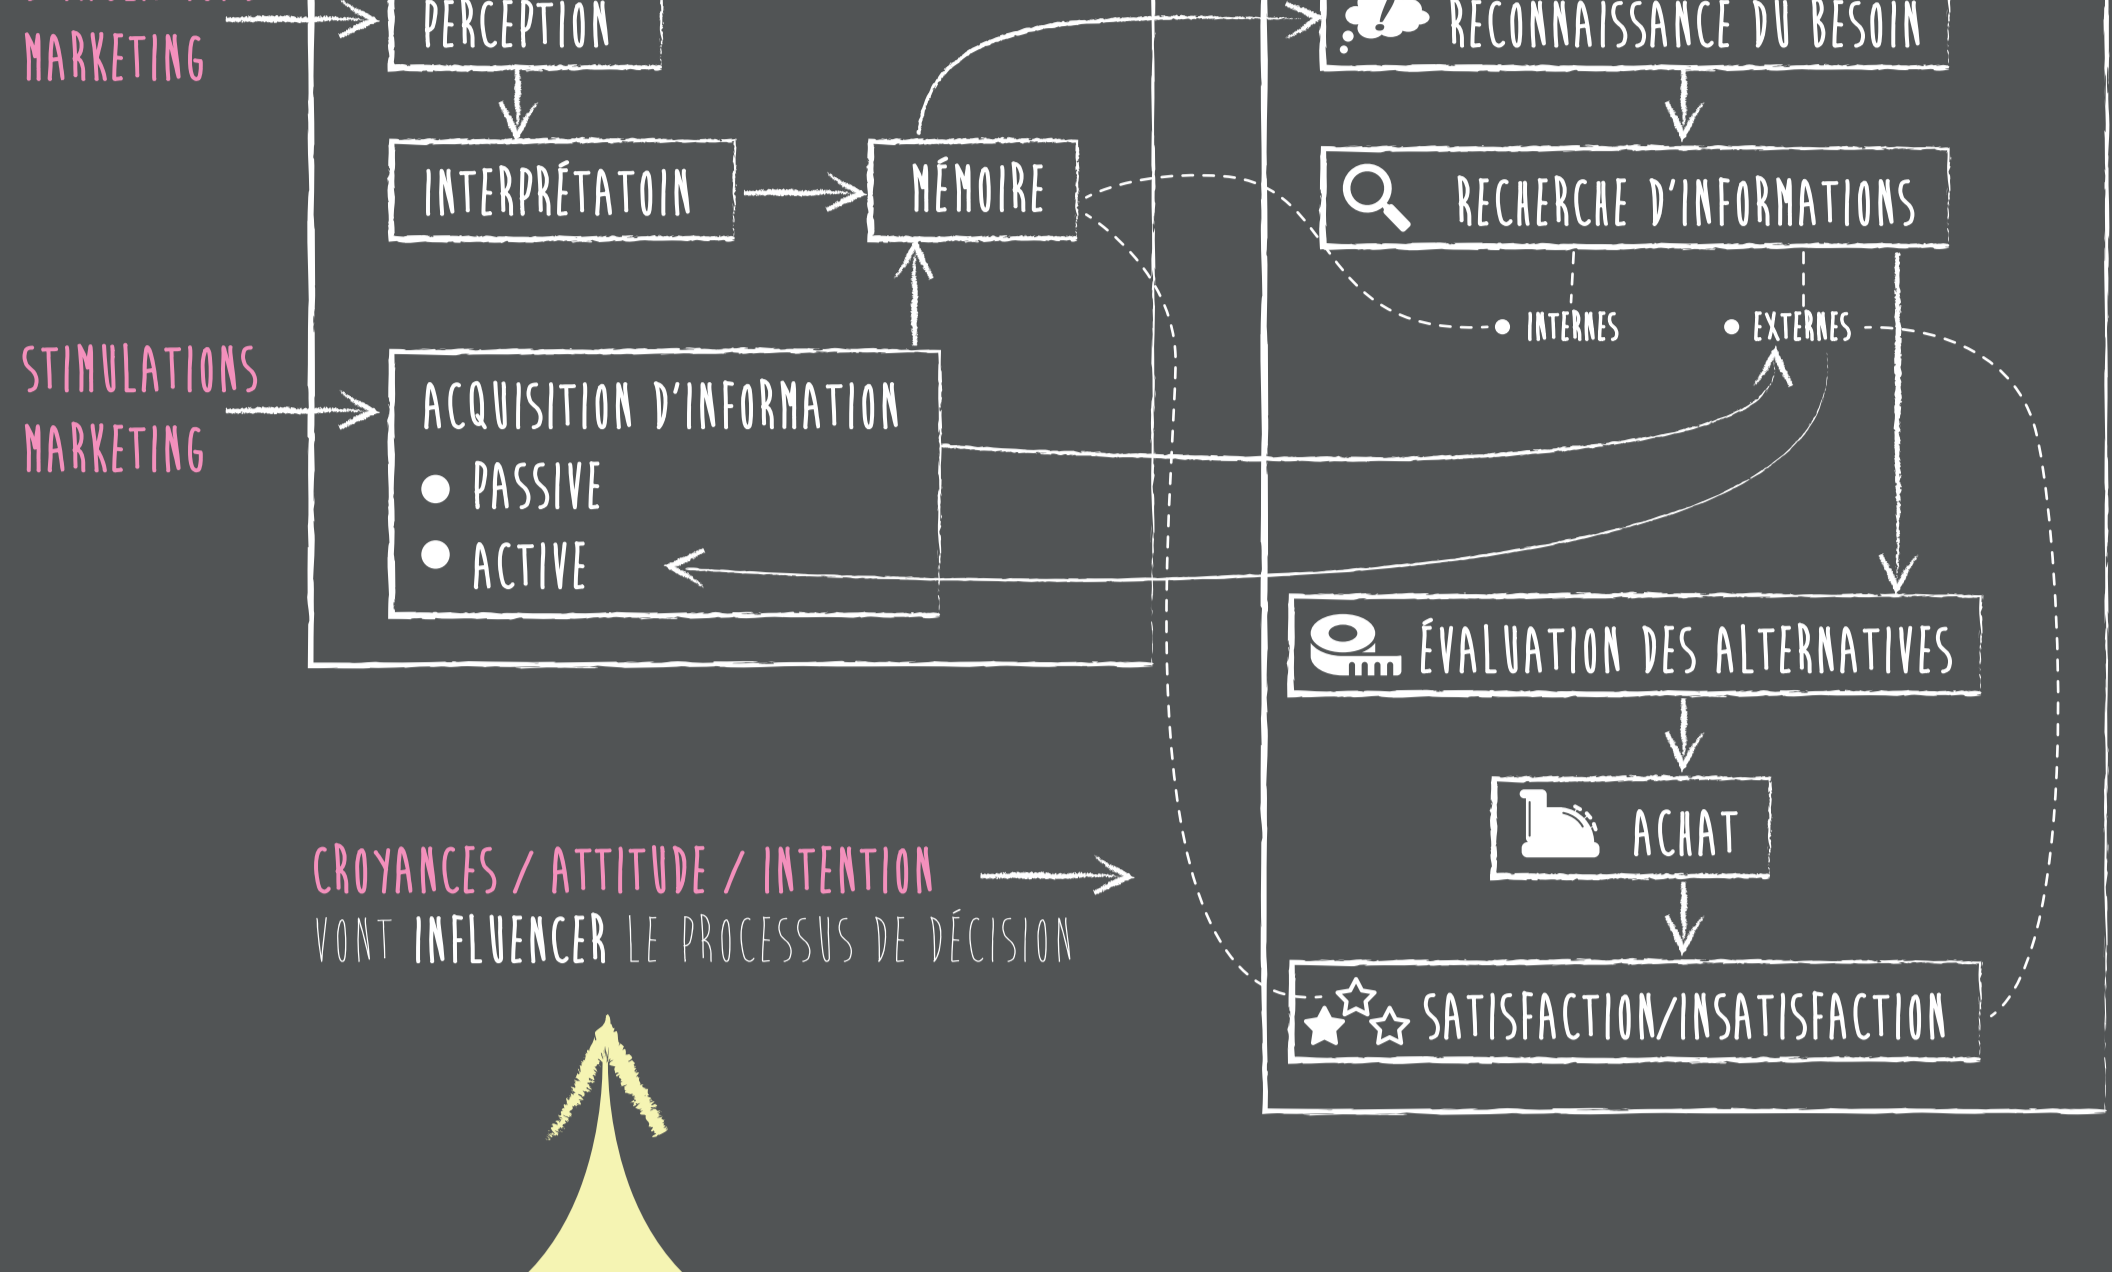 MARKETING
PERCEPTION
INTERPRÉTATOIN
MÉMOIRE
STIMULATIONS
MARKETING
ACQUISITION D'INFORMATION
PASSIVE
ACTIVE
RECONNAISSANCE DU BESOIN
RECHERCHE D'INFORMATIONS
INTERNES
EXTERNES
ÉVALUATION DES ALTERNATIVES
ACHAT
SATISFACTION/INSATISFACTION
CROYANCES / ATTITUDE / INTENTION
VONT INFLUENCER LE PROCESSUS DE DÉCISION